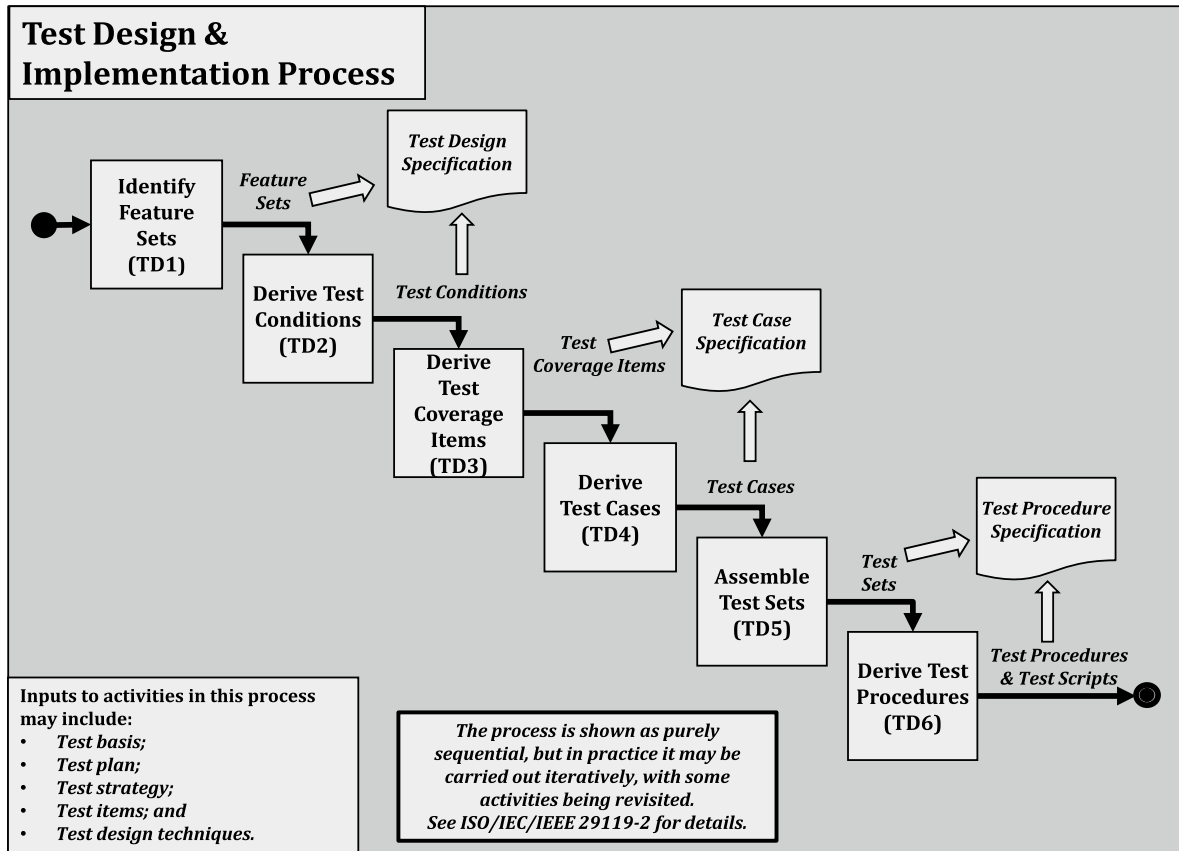 Test Design &
Implementation Process
Test Design
Specification
Identify
Feature
Sets
(TD1)
Feature
Sets
Derive Test
Conditions
(TD2)
Test Conditions
Derive
Test
Coverage
Items
(TD3)
Test
Coverage Items
Test Case
Specification
Derive
Test Cases
(TD4)
Test Cases
Assemble
Test Sets
(TD5)
Test
Sets
Test Procedure
Specification
Derive Test
Procedures
(TD6)
Test Procedures
& Test Scripts
Inputs to activities in this process
may include:
• Test basis;
• Test plan;
• Test strategy;
• Test items; and
• Test design techniques.
The process is shown as purely
sequential, but in practice it may be
carried out iteratively, with some
activities being revisited.
See ISO/IEC/IEEE 29119-2 for details.